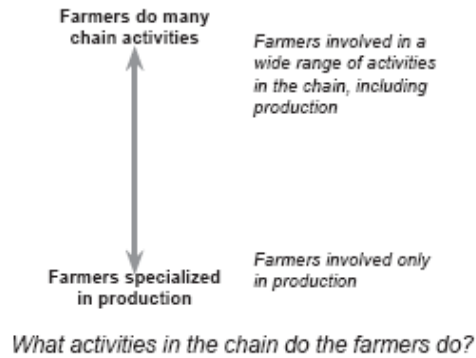 Farmers do many
chain activities
Farmers involved in a
wide range of activities
in the chain, including
production
Farmers specialized
in production
Farmers involved only
in production
What activities in the chain do the farmers do?